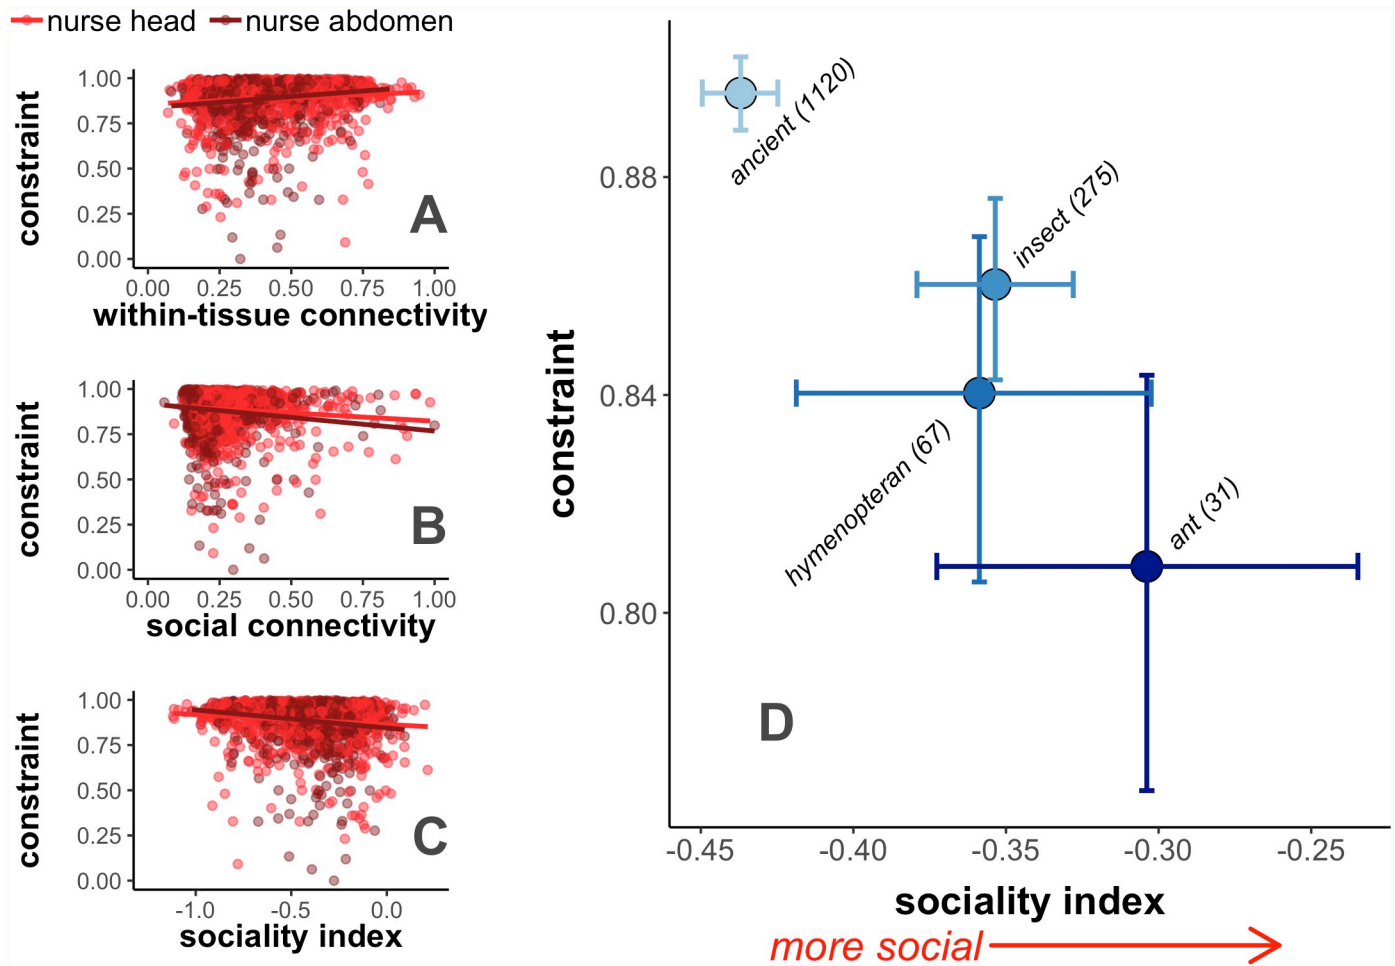 nurse head nurse abdomen
constraint
1.00
0.75
0.50
0.25
0.00
A
0.00 0.25 0.50 0.75 1.00
within-tissue connectivity
constraint
1.00
0.75
0.50
0.25
0.00
B
0.00 0.25 0.50 0.75 1.00
social connectivity
constraint
1.00
0.75
0.50
0.25
0.00
C
-1.0 -0.5 0.0
sociality index
constraint
0.88
0.84
0.80
ancient (1120)
insect (275)
hymenopteran (67)
ant (31)
D
-0.45 -0.40 -0.35 -0.30 -0.25
sociality index
more social